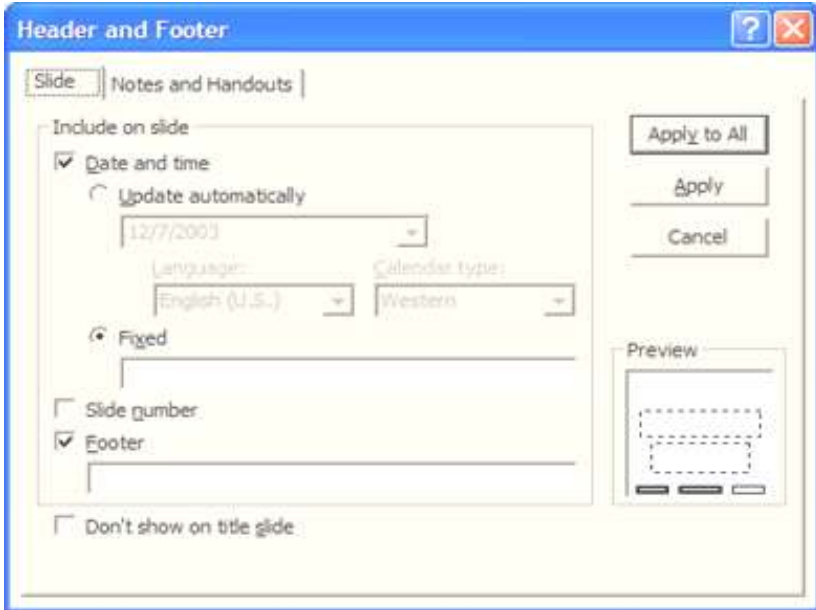 Header and Footer
Slide
Notes and Handouts
Include on slide
Date and time
Update automatically
12/7/2003
Language:
Calendar type:
English (U.S.)
Western
Fixed
Slide number
Footer
Don't show on title slide
Apply to All
Apply
Cancel
Preview